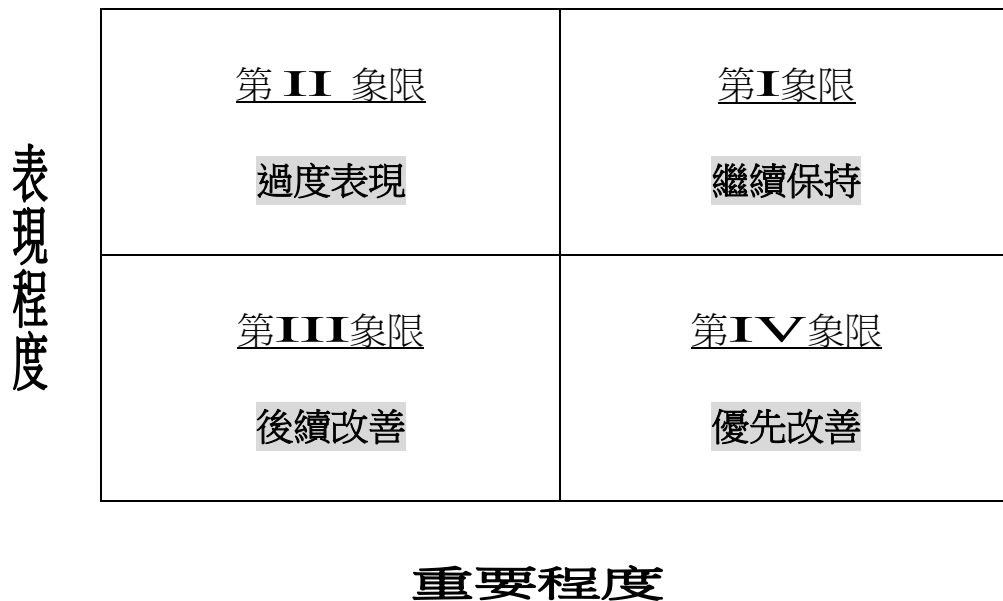 表現程度
第 II 象限
過度表現
第I象限
繼續保持
第III象限
後續改善
第IV象限
優先改善
重要程度